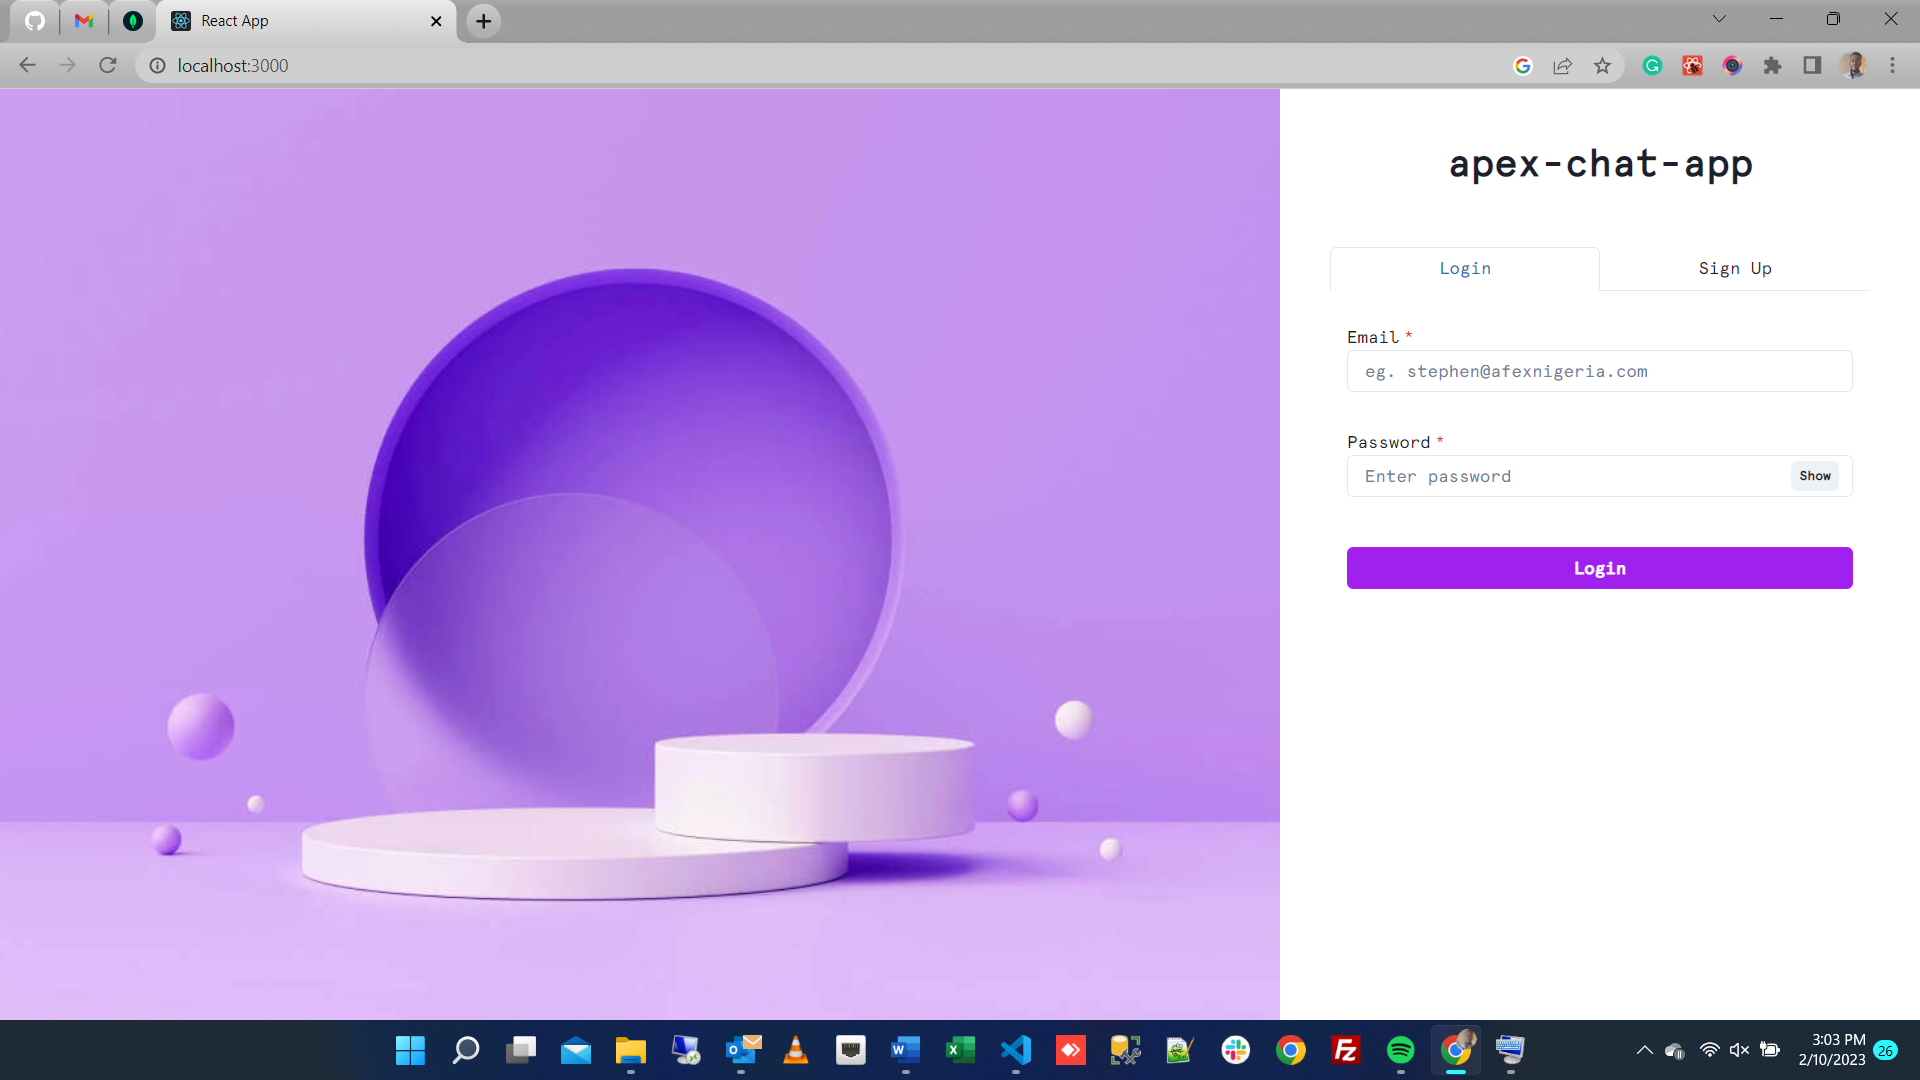 React App
localhost:3000
apex-chat-app
Login
Sign Up
Email *
eg. stephen@afexnigeria.com
Password *
Enter password
Show
Login
3:03 PM
2/10/2023
26